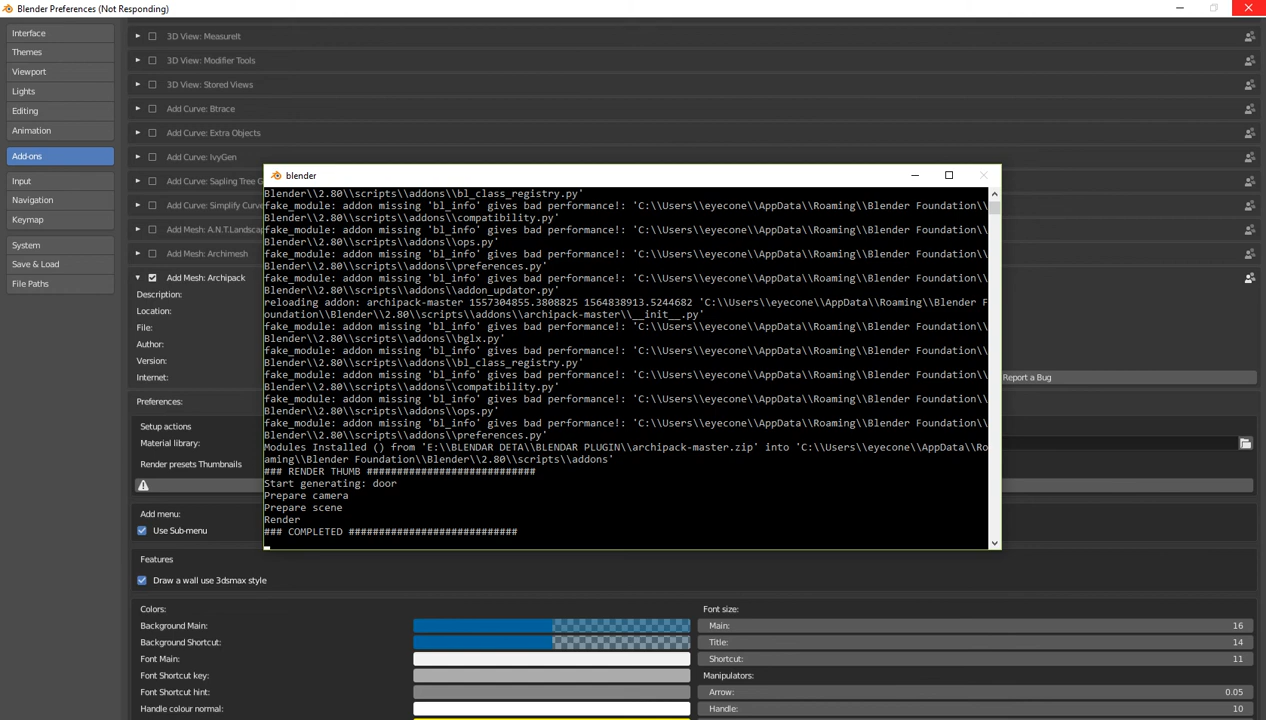 Blender Preferences (Not Responding)
Interface
Themes
Viewport
Lights
Editing
Animation
Add-ons
Input
Navigation
Keymap
System
Save & Load
File Paths
3D View: MeasureIt
3D View: Modifier Tools
3D View: Stored Views
Add Curve: Btrace
Add Curve: Extra Objects
Add Curve: IvyGen
Add Curve: Sapling Tree G
Add Curve: Simplify Curv
Add Mesh: A.N.T.Landsca
Add Mesh: Archimesh
Add Mesh: Archipack
Description:
Location:
File:
Author:
Version:
Internet:
Report a Bug
Preferences:
Setup actions
Material library:
Render presets Thumbnails
Add menu:
Use Sub-menu
Features
Draw a wall use 3dsmax style
Colors:
Background Main:
Background Shortcut:
Font Main:
Font Shortcut key:
Font Shortcut hint:
Handle colour normal:
Font size:
Main: 16
Title: 14
Shortcut: 11
Manipulators:
Arrow: 0.05
Handle: 10
blender
Blender\\2.80\\scripts\\addons\\bl_class_registry.py'
fake_module: addon missing 'bl_info' gives bad performance!: 'C:\\Users\\eyecone\\AppData\\Roaming\\Blender Foundation\\
Blender\\2.80\\scripts\\addons\\compatibility.py'
fake_module: addon missing 'bl_info' gives bad performance!: 'C:\\Users\\eyecone\\AppData\\Roaming\\Blender Foundation\\
Blender\\2.80\\scripts\\addons\\ops.py'
fake_module: addon missing 'bl_info' gives bad performance!: 'C:\\Users\\eyecone\\AppData\\Roaming\\Blender Foundation\\
Blender\\2.80\\scripts\\addons\\preferences.py'
fake_module: addon missing 'bl_info' gives bad performance!: 'C:\\Users\\eyecone\\AppData\\Roaming\\Blender Foundation\\
Blender\\2.80\\scripts\\addons\\addon_updator.py'
reloading addon: archipack-master 1557304855.3808825 1564838913.5244682 'C:\\Users\\eyecone\\AppData\\Roaming\\Blender F
oundation\\Blender\\2.80\\scripts\\addons\\archipack-master\\__init__.py'
fake_module: addon missing 'bl_info' gives bad performance!: 'C:\\Users\\eyecone\\AppData\\Roaming\\Blender Foundation\\
Blender\\2.80\\scripts\\addons\\bglx.py'
fake_module: addon missing 'bl_info' gives bad performance!: 'C:\\Users\\eyecone\\AppData\\Roaming\\Blender Foundation\\
Blender\\2.80\\scripts\\addons\\bl_class_registry.py'
fake_module: addon missing 'bl_info' gives bad performance!: 'C:\\Users\\eyecone\\AppData\\Roaming\\Blender Foundation\\
Blender\\2.80\\scripts\\addons\\compatibility.py'
fake_module: addon missing 'bl_info' gives bad performance!: 'C:\\Users\\eyecone\\AppData\\Roaming\\Blender Foundation\\
Blender\\2.80\\scripts\\addons\\ops.py'
fake_module: addon missing 'bl_info' gives bad performance!: 'C:\\Users\\eyecone\\AppData\\Roaming\\Blender Foundation\\
Blender\\2.80\\scripts\\addons\\preferences.py'
Modules Installed () from 'E:\\BLENDAR DETA\\BLENDAR PLUGIN\\archipack-master.zip' into 'C:\\Users\\eyecone\\AppData\\Ro
aming\\Blender Foundation\\Blender\\2.80\\scripts\\addons'
### RENDER THUMB ############################
Start generating: door
Prepare camera
Prepare scene
Render
### COMPLETED ############################